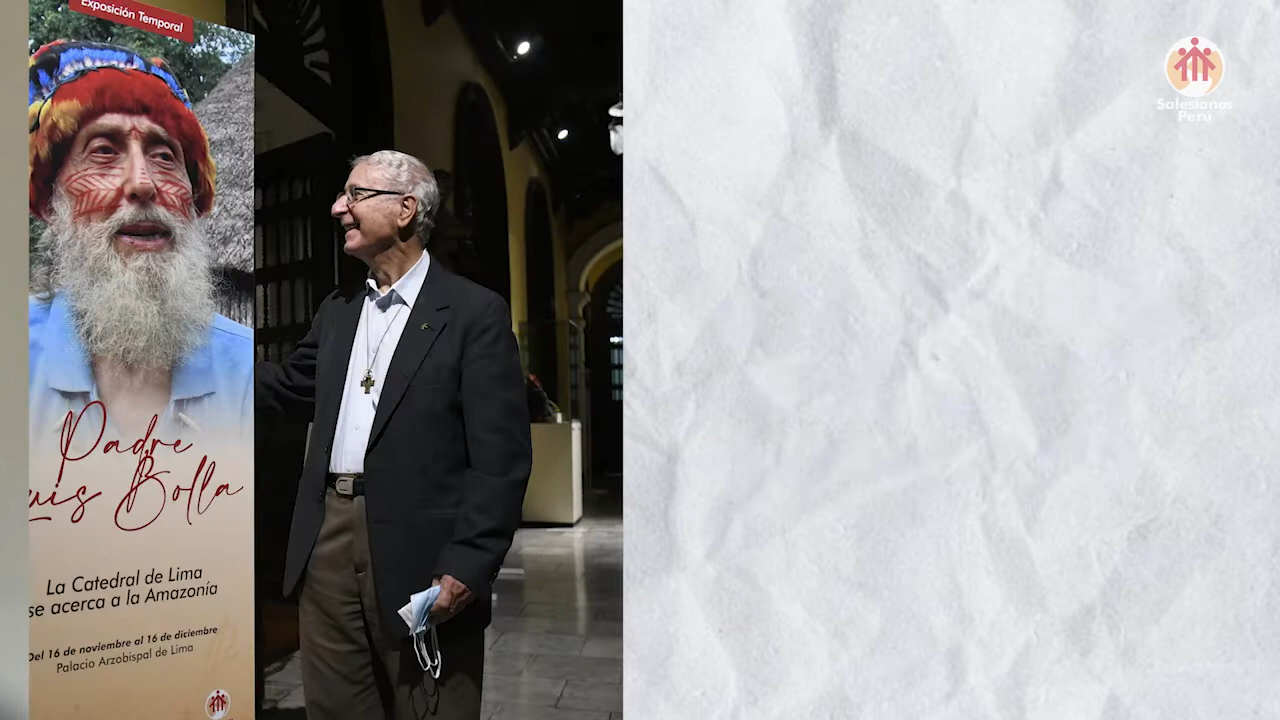 Exposición Temporal
Padre
Luis Bolla
La Catedral de Lima
se acerca a la Amazonía
Del 16 de noviembre al 16 de diciembre
Palacio Arzobispal de Lima
Salesianos
Perú